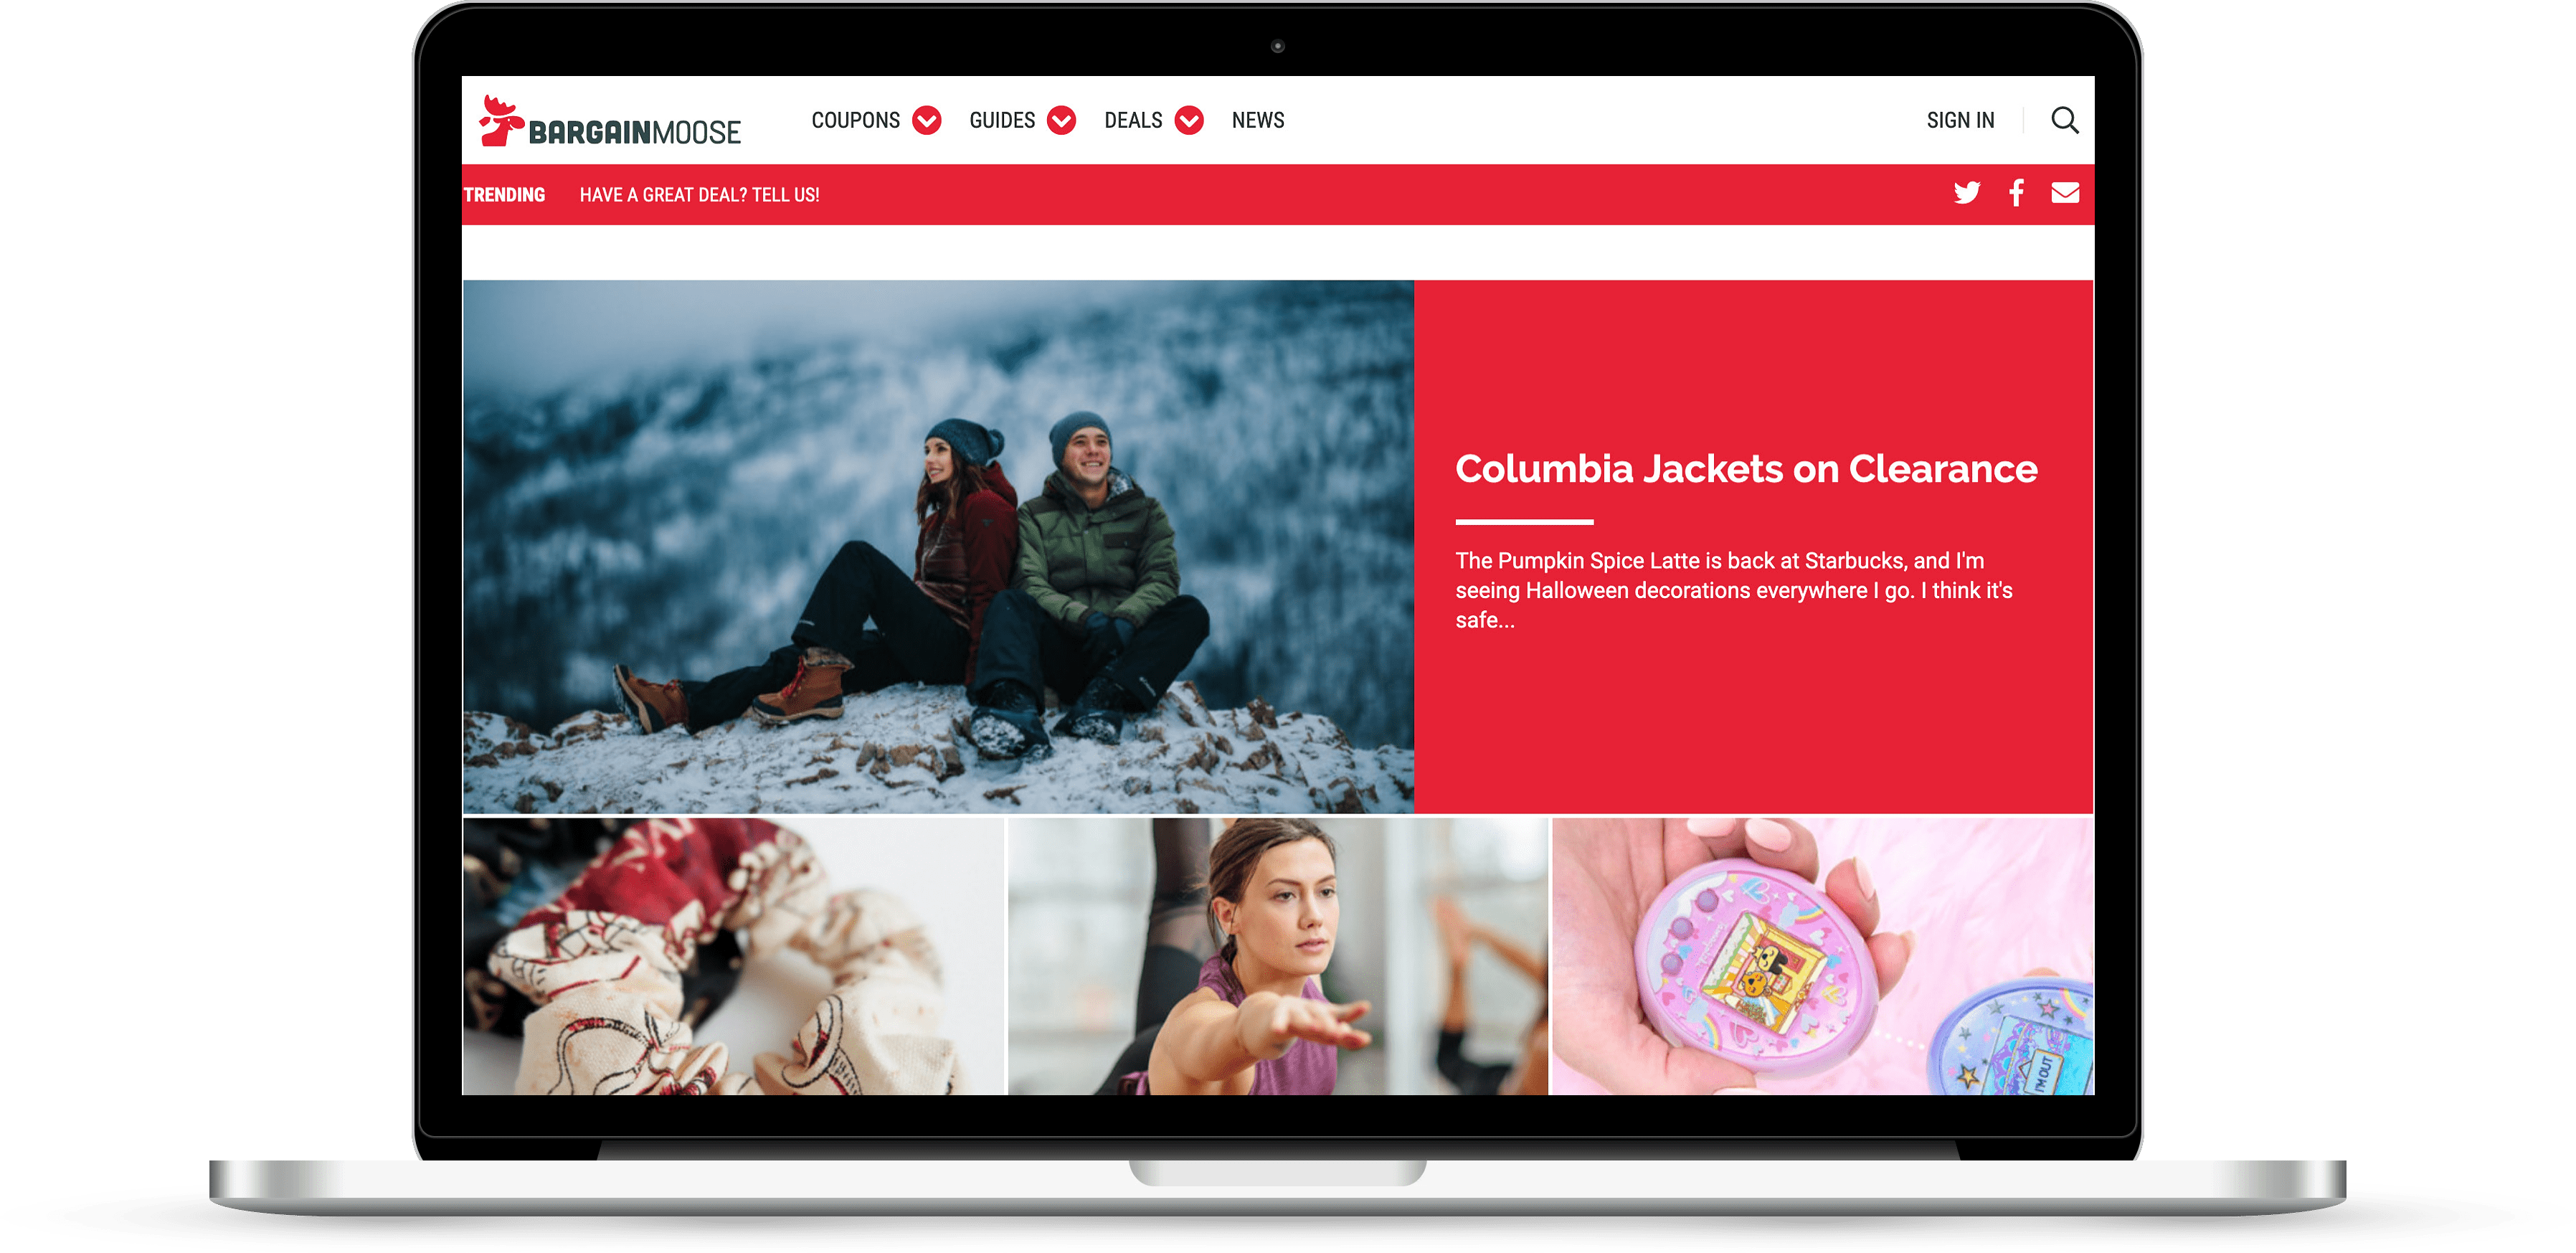 BARGAINMOOSE
COUPONS GUIDES DEALS NEWS SIGN IN
TRENDING HAVE A GREAT DEAL? TELL US!
Columbia Jackets on Clearance
The Pumpkin Spice Latte is back at Starbucks, and I'm
seeing Halloween decorations everywhere I go. I think it's
safe...
I'M OUT